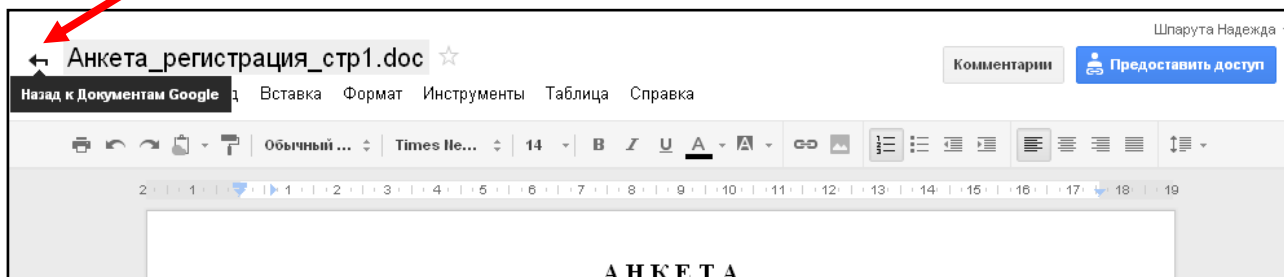 Шпарута Надежда
Анкета_регистрация_стр1.doc
Комментарии Предоставить доступ
Назад к Документам Google Вставка Формат Инструменты Таблица Справка
Обычный ... Times Ne... 14 B I U A A
2 1 1 2 3 4 5 6 7 8 9 10 11 12 13 14 15 16 17 18 19
АНКЕТА